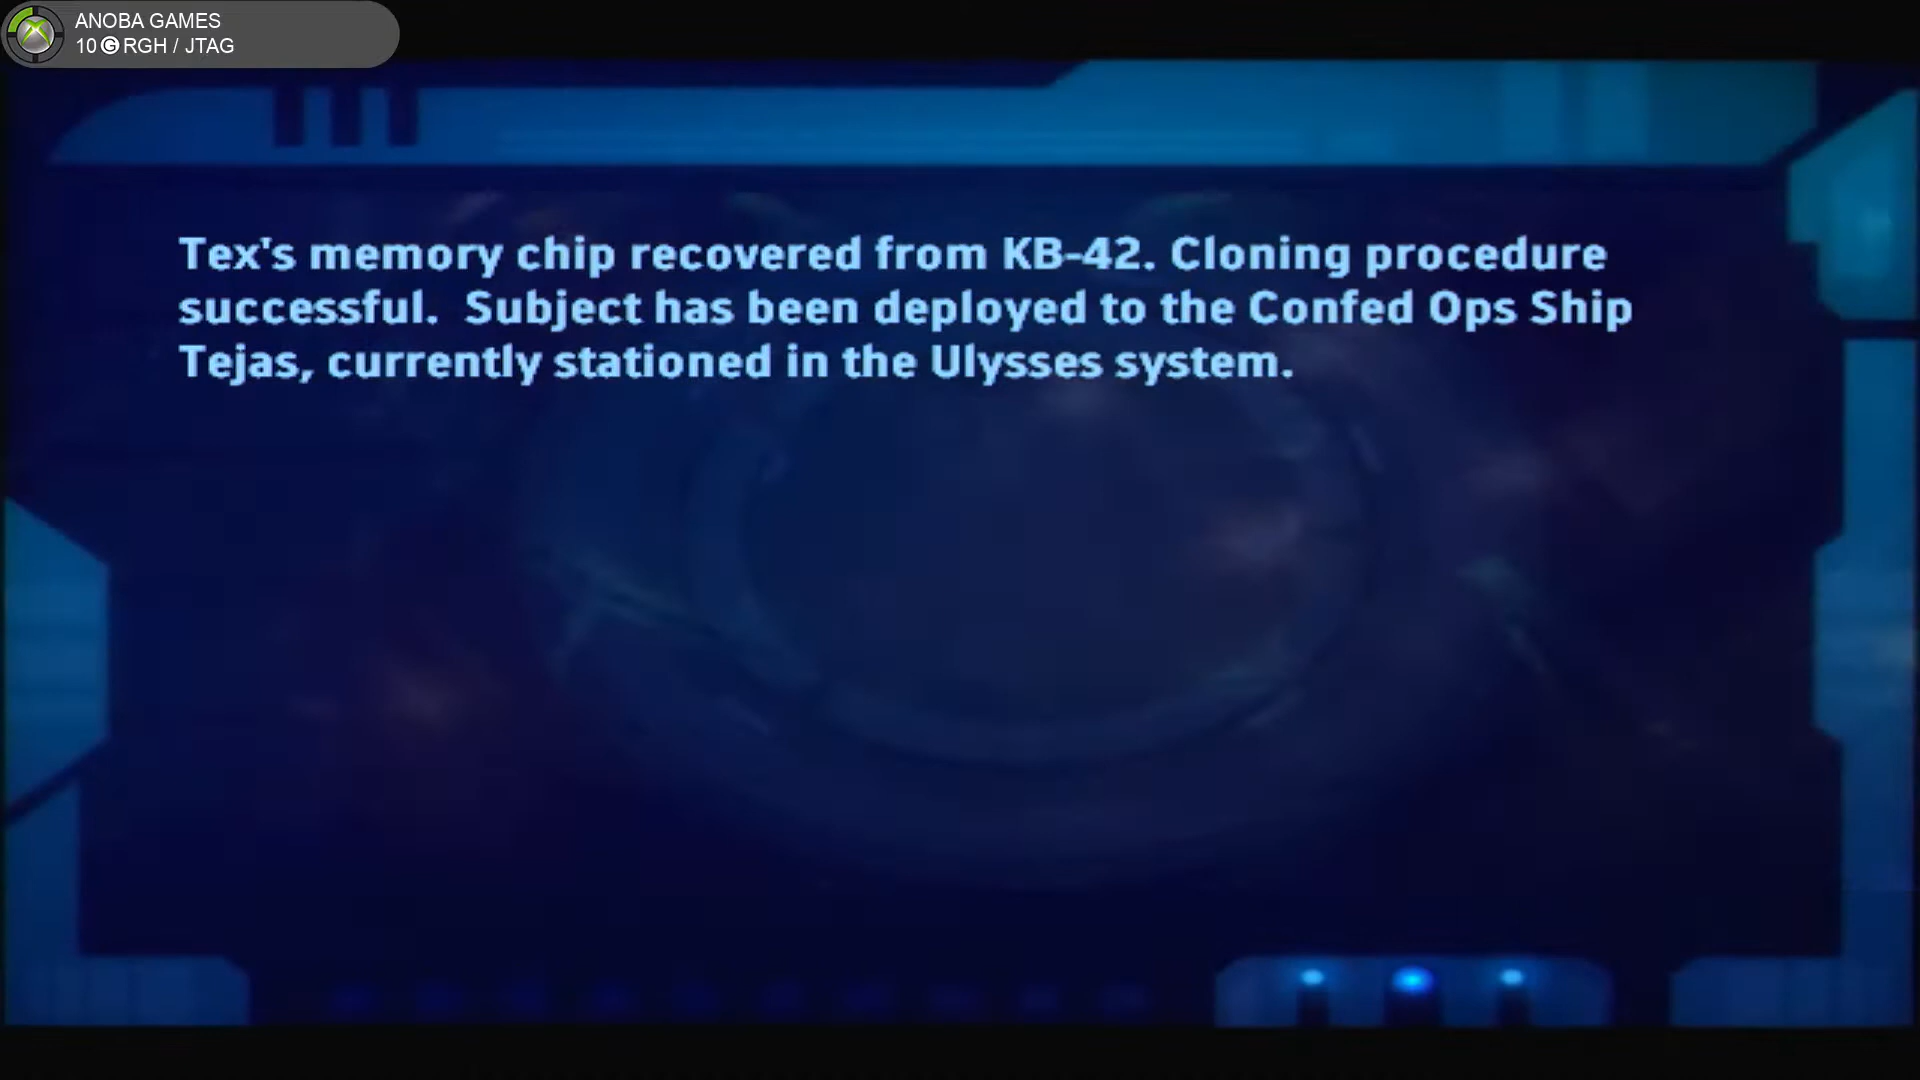 ANOBA GAMES
10 G RGH / JTAG
Tex's memory chip recovered from KB-42. Cloning procedure
successful.  Subject has been deployed to the Confed Ops Ship
Tejas, currently stationed in the Ulysses system.